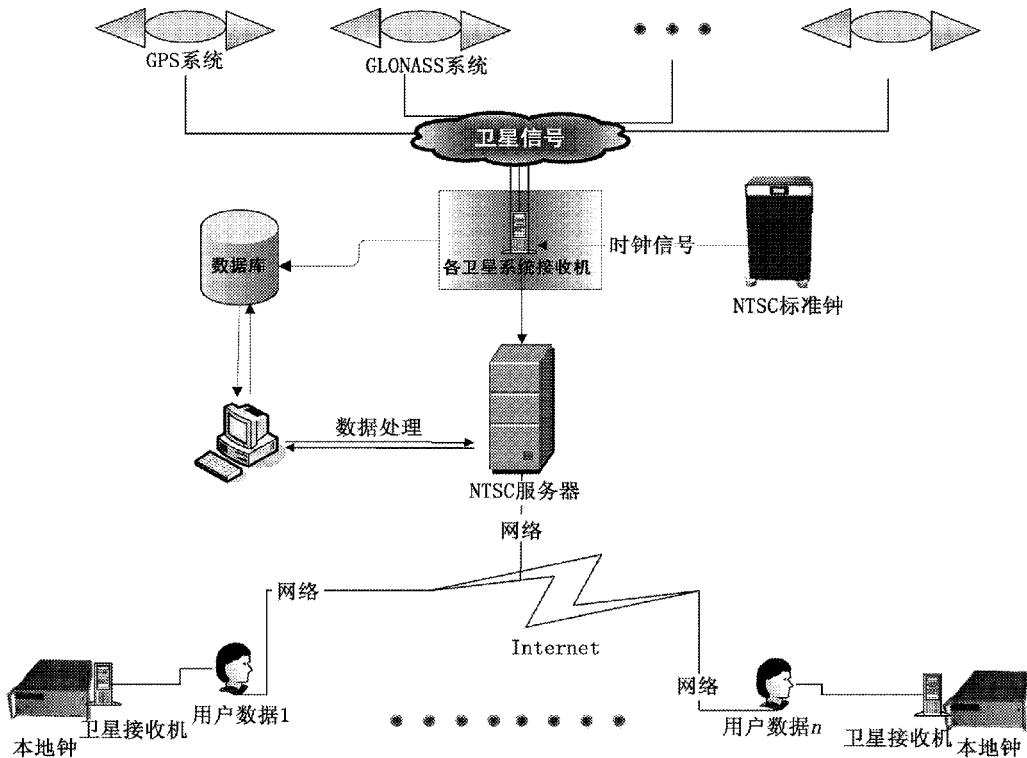 GPS系统
GLONASS系统
卫星信号
数据库
各卫星系统接收机
时钟信号
NTSC标准钟
数据处理
NTSC服务器
网络
网络
Internet
网络
用户数据1
卫星接收机
本地钟
用户数据n
卫星接收机
本地钟